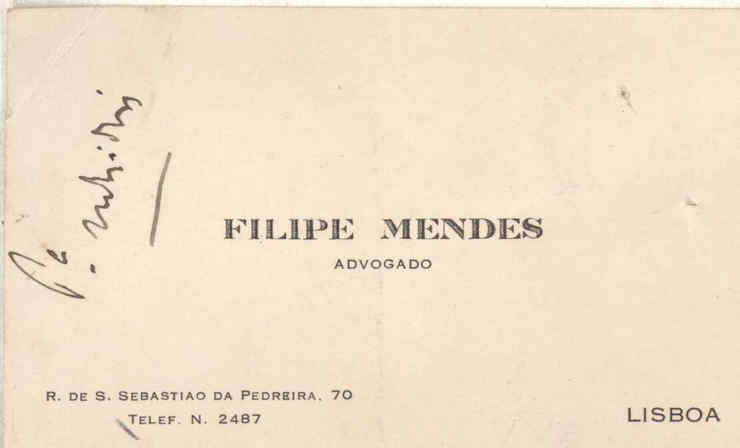 FILIPE MENDES
ADVOGADO
R. DE S. SEBASTIAO DA PEDREIRA, 70
TELEF. N. 2487
LISBOA